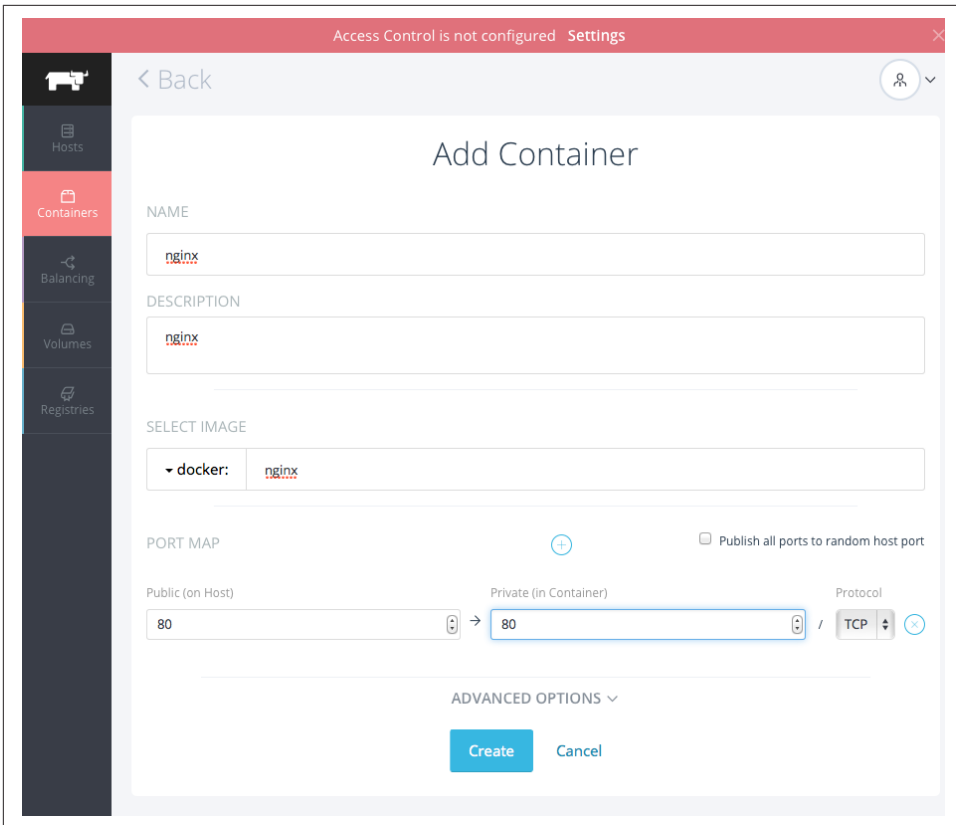 Access Control is not configured Settings
Back
Hosts
Containers
Balancing
Volumes
Registries
Add Container
NAME
nginx
DESCRIPTION
nginx
SELECT IMAGE
docker: nginx
PORT MAP Publish all ports to random host port
Public (on Host) Private (in Container) Protocol
80 → 80 / TCP
ADVANCED OPTIONS
Create Cancel